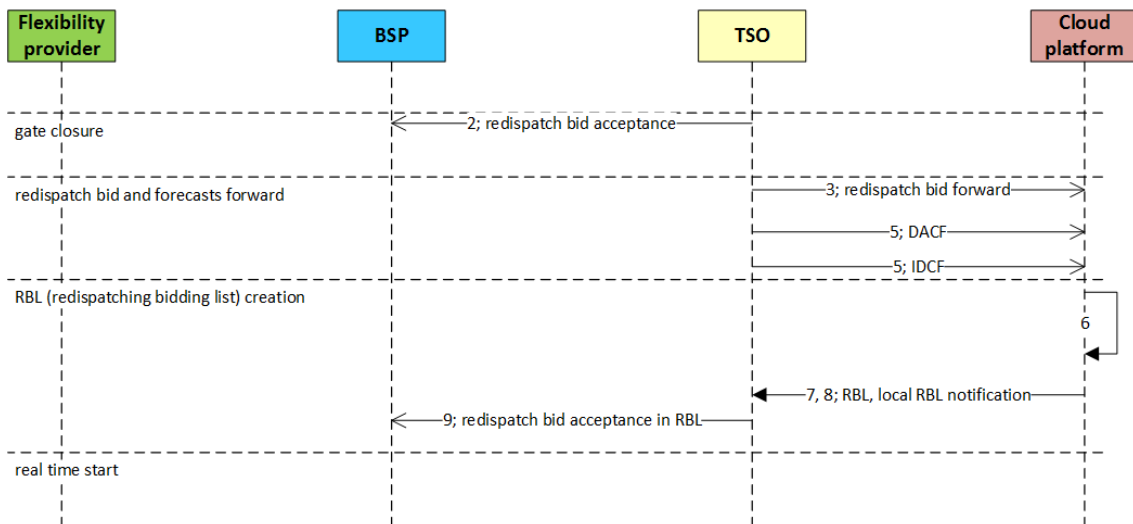 Flexibility
provider
BSP
TSO
Cloud
platform
gate closure
2; redispatch bid acceptance
redispatch bid and forecasts forward
3; redispatch bid forward
5; DACF
5; IDCF
RBL (redispatching bidding list) creation
6
7, 8; RBL, local RBL notification
9; redispatch bid acceptance in RBL
real time start